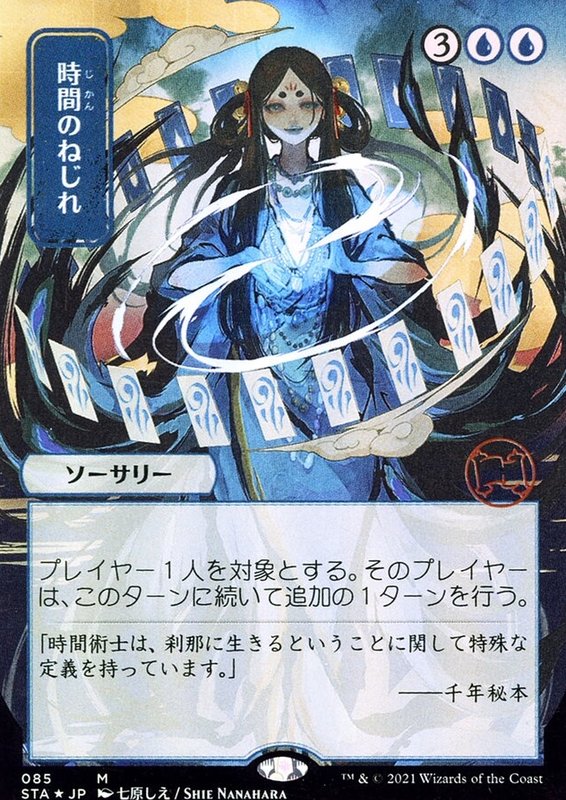 時間のねじれ
じかん
3
ソーサリー
プレイヤー1人を対象とする。そのプレイヤー
は、このターンに続いて追加の1ターンを行う。
「時間術士は、刹那に生きるということに関して特殊な
定義を持っています。」
——千年秘本
085 M
STA★JP 七原しえ / SHIE NANAHARA
™ & © 2021 Wizards of the Coast